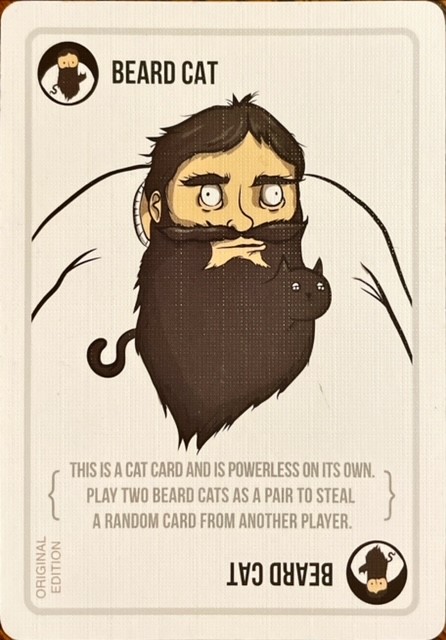 BEARD CAT
THIS IS A CAT CARD AND IS POWERLESS ON ITS OWN.
PLAY TWO BEARD CATS AS A PAIR TO STEAL
A RANDOM CARD FROM ANOTHER PLAYER.
ORIGINAL
EDITION
BEARD CAT